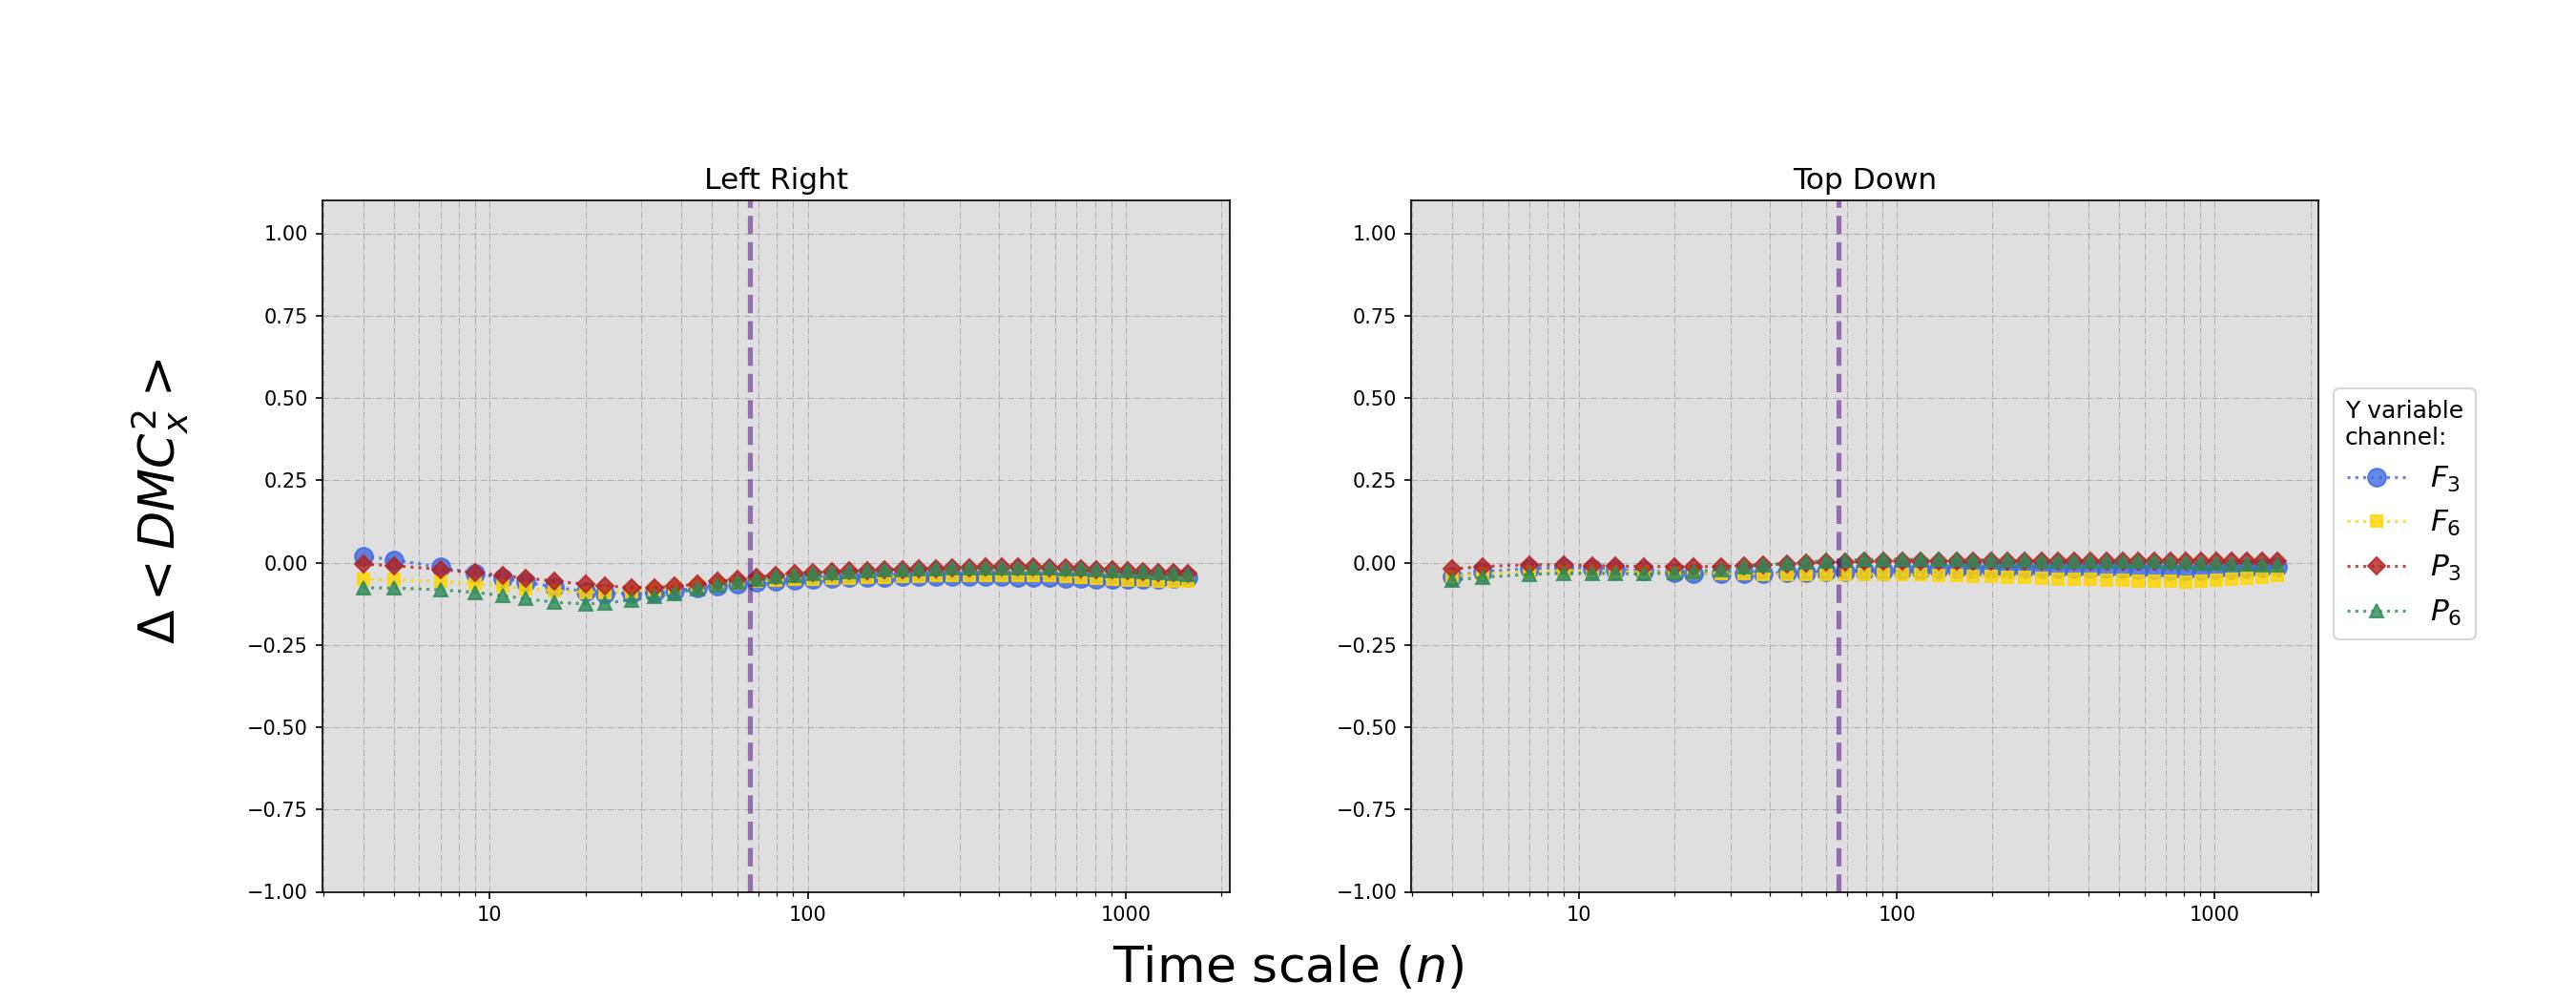 Left Right
Top Down
Δ < DMC²ₓ >
1.00
0.75
0.50
0.25
0.00
−0.25
−0.50
−0.75
−1.00
10 100 1000
1.00
0.75
0.50
0.25
0.00
−0.25
−0.50
−0.75
−1.00
10 100 1000
Time scale (n)
Y variable
channel:
F₃
F₆
P₃
P₆